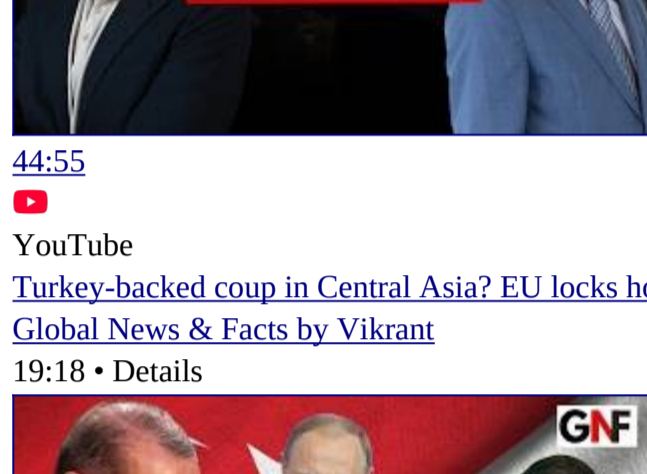 44:55
YouTube
Turkey-backed coup in Central Asia? EU locks
Global News & Facts by Vikrant
19:18 • Details
GNF